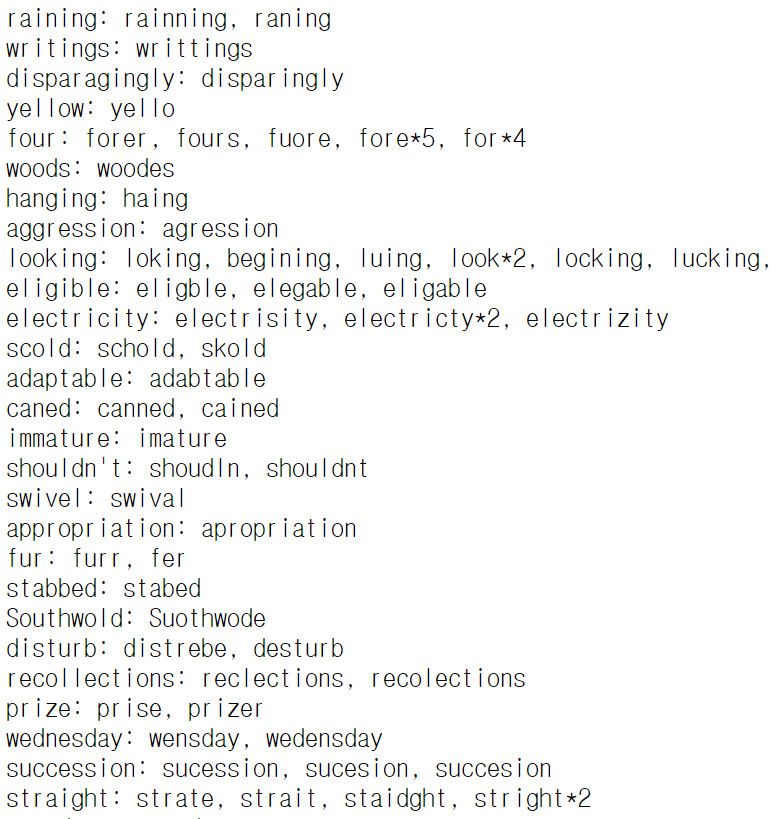 raining: rainning, raning
writings: writtings
disparagingly: disparingly
yellow: yello
four: forer, fours, fuore, fore*5, for*4
woods: woodes
hanging: haing
aggression: agression
looking: loking, begining, luing, look*2, locking, lucking,
eligible: eligble, elegable, eligable
electricity: electrisity, electricty*2, electrizity
scold: schold, skold
adaptable: adabtable
caned: canned, cained
immature: imature
shouldn't: shoudln, shouldnt
swivel: swival
appropriation: apropriation
fur: furr, fer
stabbed: stabed
Southwold: Suothwode
disturb: distrebe, desturb
recollections: reclections, recolections
prize: prise, prizer
wednesday: wensday, wedensday
succession: sucession, sucesion, succesion
straight: strate, strait, staidght, stright*2